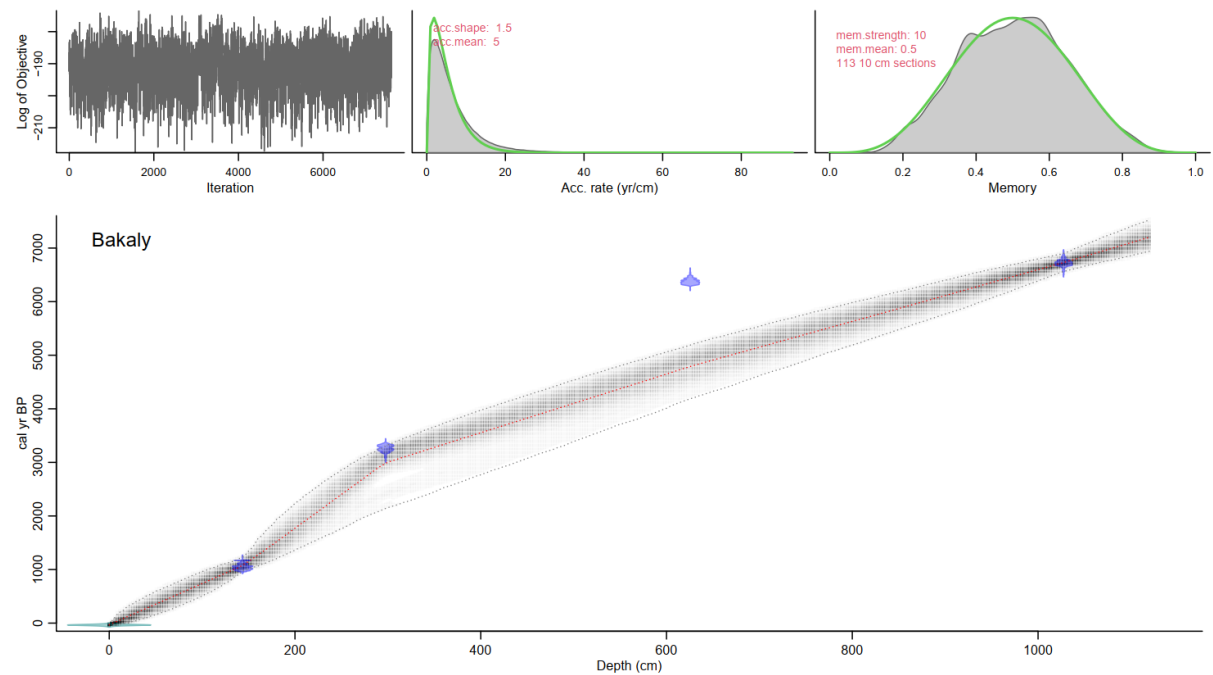 Log of Objective
−190
−210
0
2000
4000
6000
Iteration
acc.shape: 1.5
acc.mean: 5
0
20
40
60
80
Acc. rate (yr/cm)
mem.strength: 10
mem.mean: 0.5
113 10 cm sections
0.0
0.2
0.4
0.6
0.8
1.0
Memory
Bakaly
cal yr BP
7000
6000
5000
4000
3000
2000
1000
0
0
200
400
600
800
1000
Depth (cm)